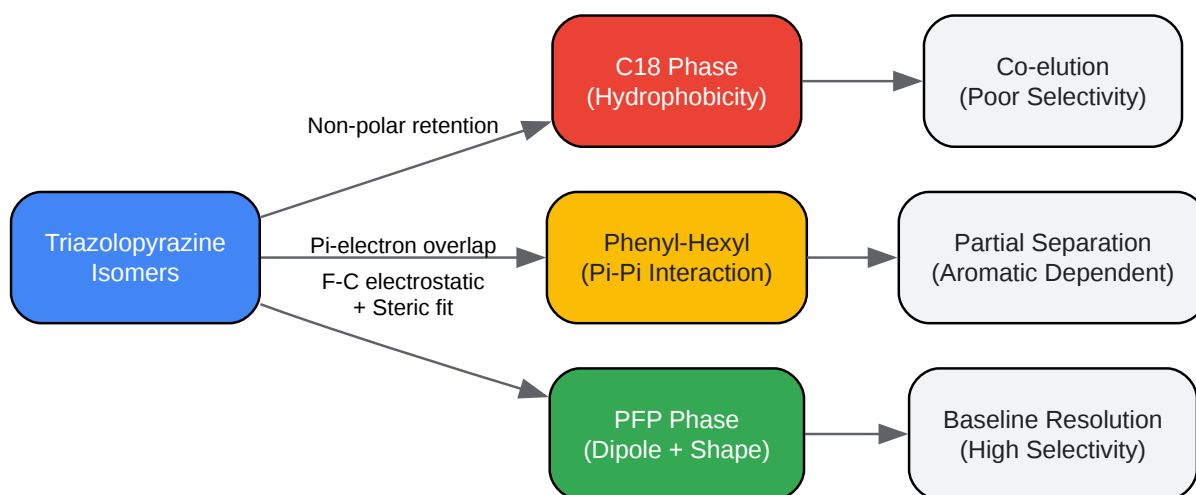 C18 Phase
(Hydrophobicity)
Co-elution
(Poor Selectivity)
Non-polar retention
Triazolopyrazine
Isomers
Pi-electron overlap
Phenyl-Hexyl
(Pi-Pi Interaction)
Partial Separation
(Aromatic Dependent)
F-C electrostatic
+ Steric fit
PFP Phase
(Dipole + Shape)
Baseline Resolution
(High Selectivity)